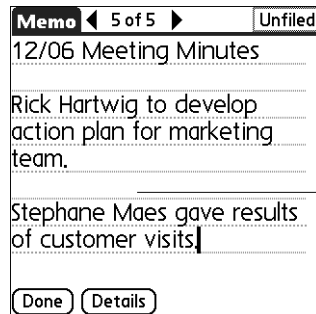 Memo 5 of 5 Unfiled
12/06 Meeting Minutes
Rick Hartwig to develop
action plan for marketing
team.
Stephane Maes gave results
of customer visits.
Done Details